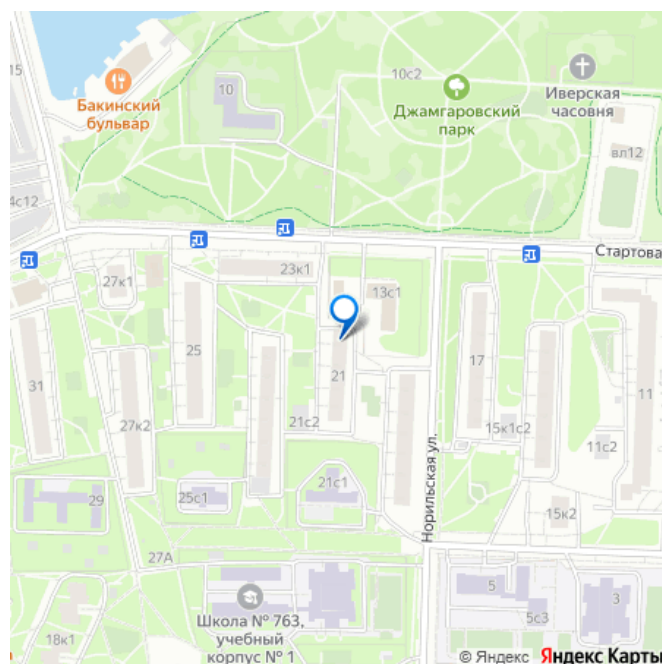 15
Бакинский
бульвар
10
10с2
Джамгаровский
парк
Иверская
часовня
вл12
4с12
Стартова
27к1
23к1
13с1
25
21
17
11
31
27к2
21с2
15к1с2
11с2
Норильская ул.
29
25с1
21с1
15к2
27А
5
3
5с3
Школа № 763,
учебный
корпус № 1
18к1
© Яндекс Яндекс Карты